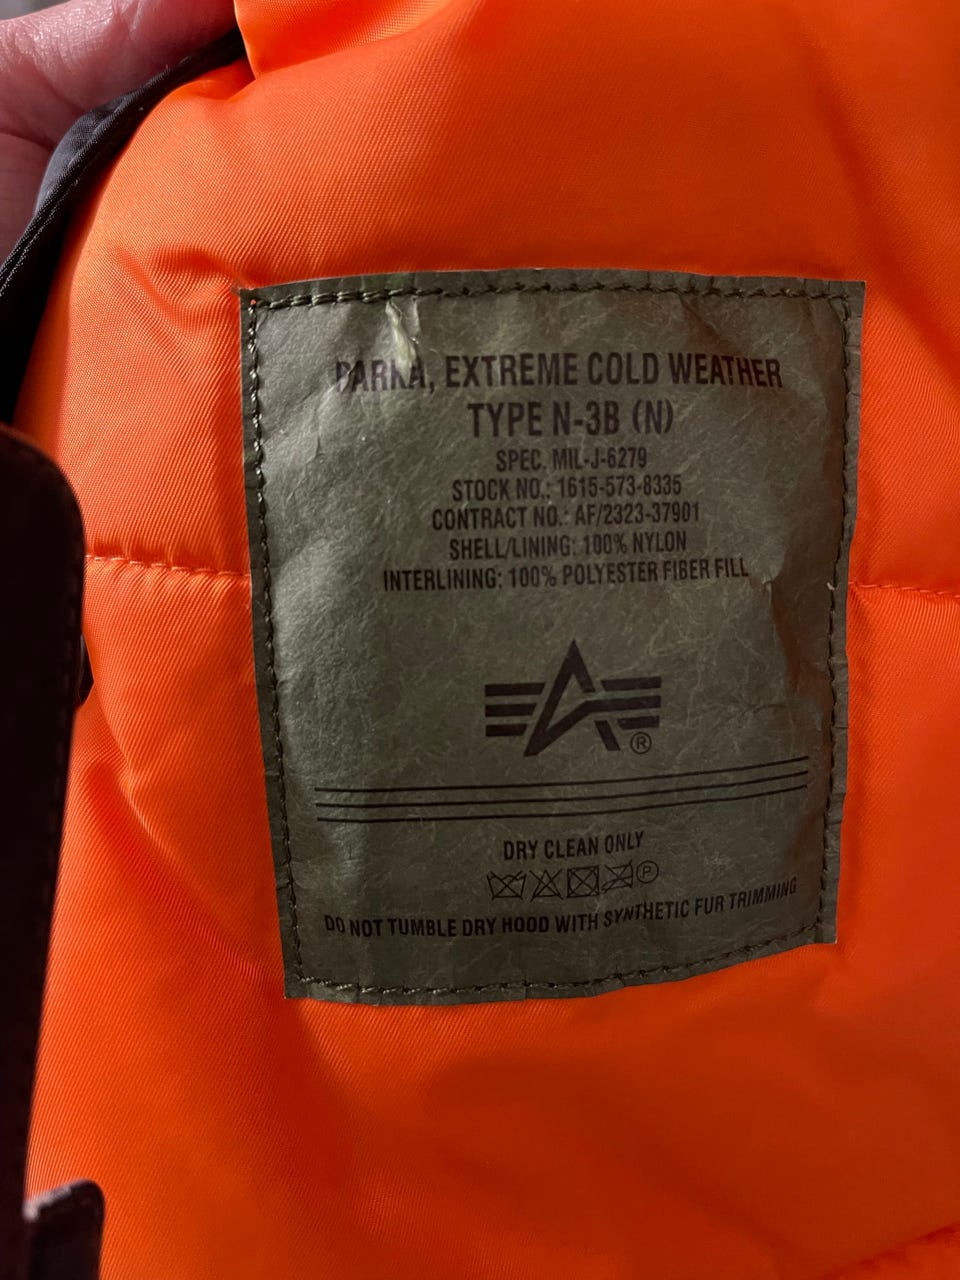 PARKA, EXTREME COLD WEATHER
TYPE N-3B (N)
SPEC. MIL-J-6279
STOCK NO.: 1615-573-8335
CONTRACT NO.: AF/2323-37901
SHELL/LINING: 100% NYLON
INTERLINING: 100% POLYESTER FIBER FILL
®
DRY CLEAN ONLY
P
DO NOT TUMBLE DRY HOOD WITH SYNTHETIC FUR TRIMMING